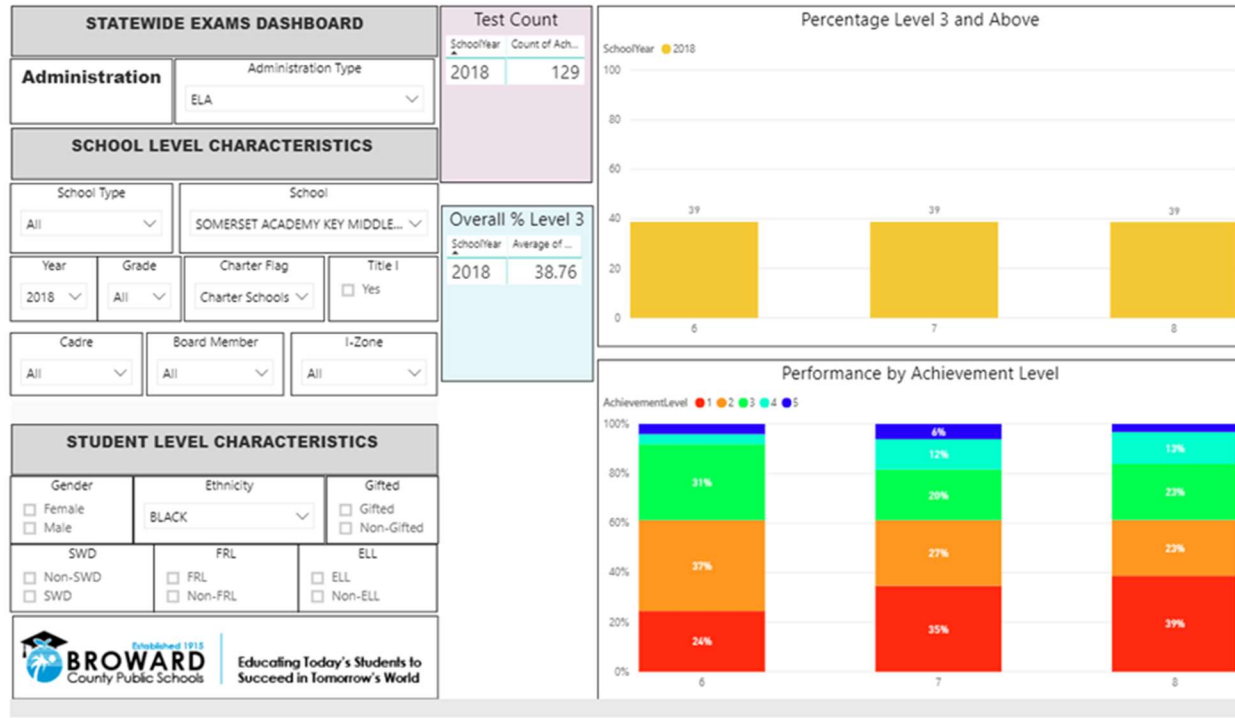 STATEWIDE EXAMS DASHBOARD
Administration
Administration Type
ELA
SCHOOL LEVEL CHARACTERISTICS
School Type
All
School
SOMERSET ACADEMY KEY MIDDLE...
Year
2018
Grade
All
Charter Flag
Charter Schools
Title I
Yes
Cadre
All
Board Member
All
I-Zone
All
STUDENT LEVEL CHARACTERISTICS
Gender
Female
Male
Ethnicity
BLACK
Gifted
Gifted
Non-Gifted
SWD
Non-SWD
SWD
FRL
FRL
Non-FRL
ELL
ELL
Non-ELL
Established 1915
BROWARD
County Public Schools
Educating Today's Students to
Succeed in Tomorrow's World
Test Count
SchoolYear Count of Ach...
2018 129
Overall % Level 3
SchoolYear Average of ...
2018 38.76
Percentage Level 3 and Above
SchoolYear 2018
100
80
60
40
20
0
39 39 39
6 7 8
Performance by Achievement Level
AchievementLevel 1 2 3 4 5
100%
80%
60%
40%
20%
0%
31%
37%
24%
6%
12%
20%
27%
35%
13%
23%
23%
39%
6 7 8